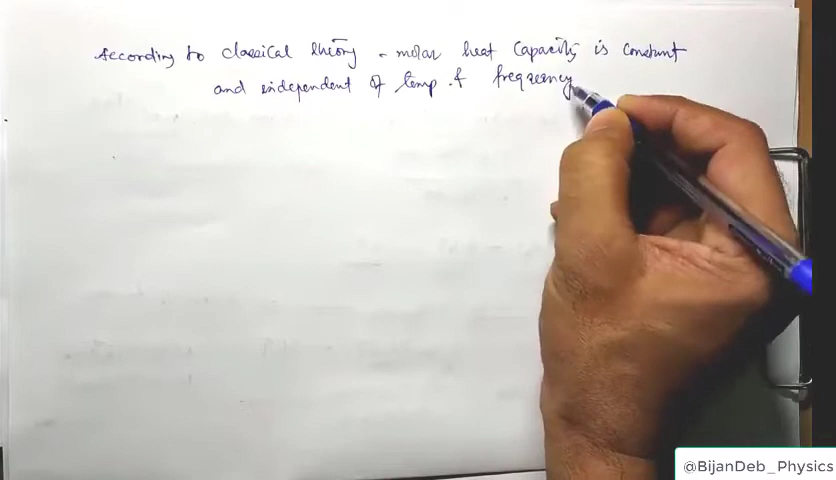 According to classical theory - molar heat capacity is constant
and independent of temp & frequency
@BijanDeb_Physics